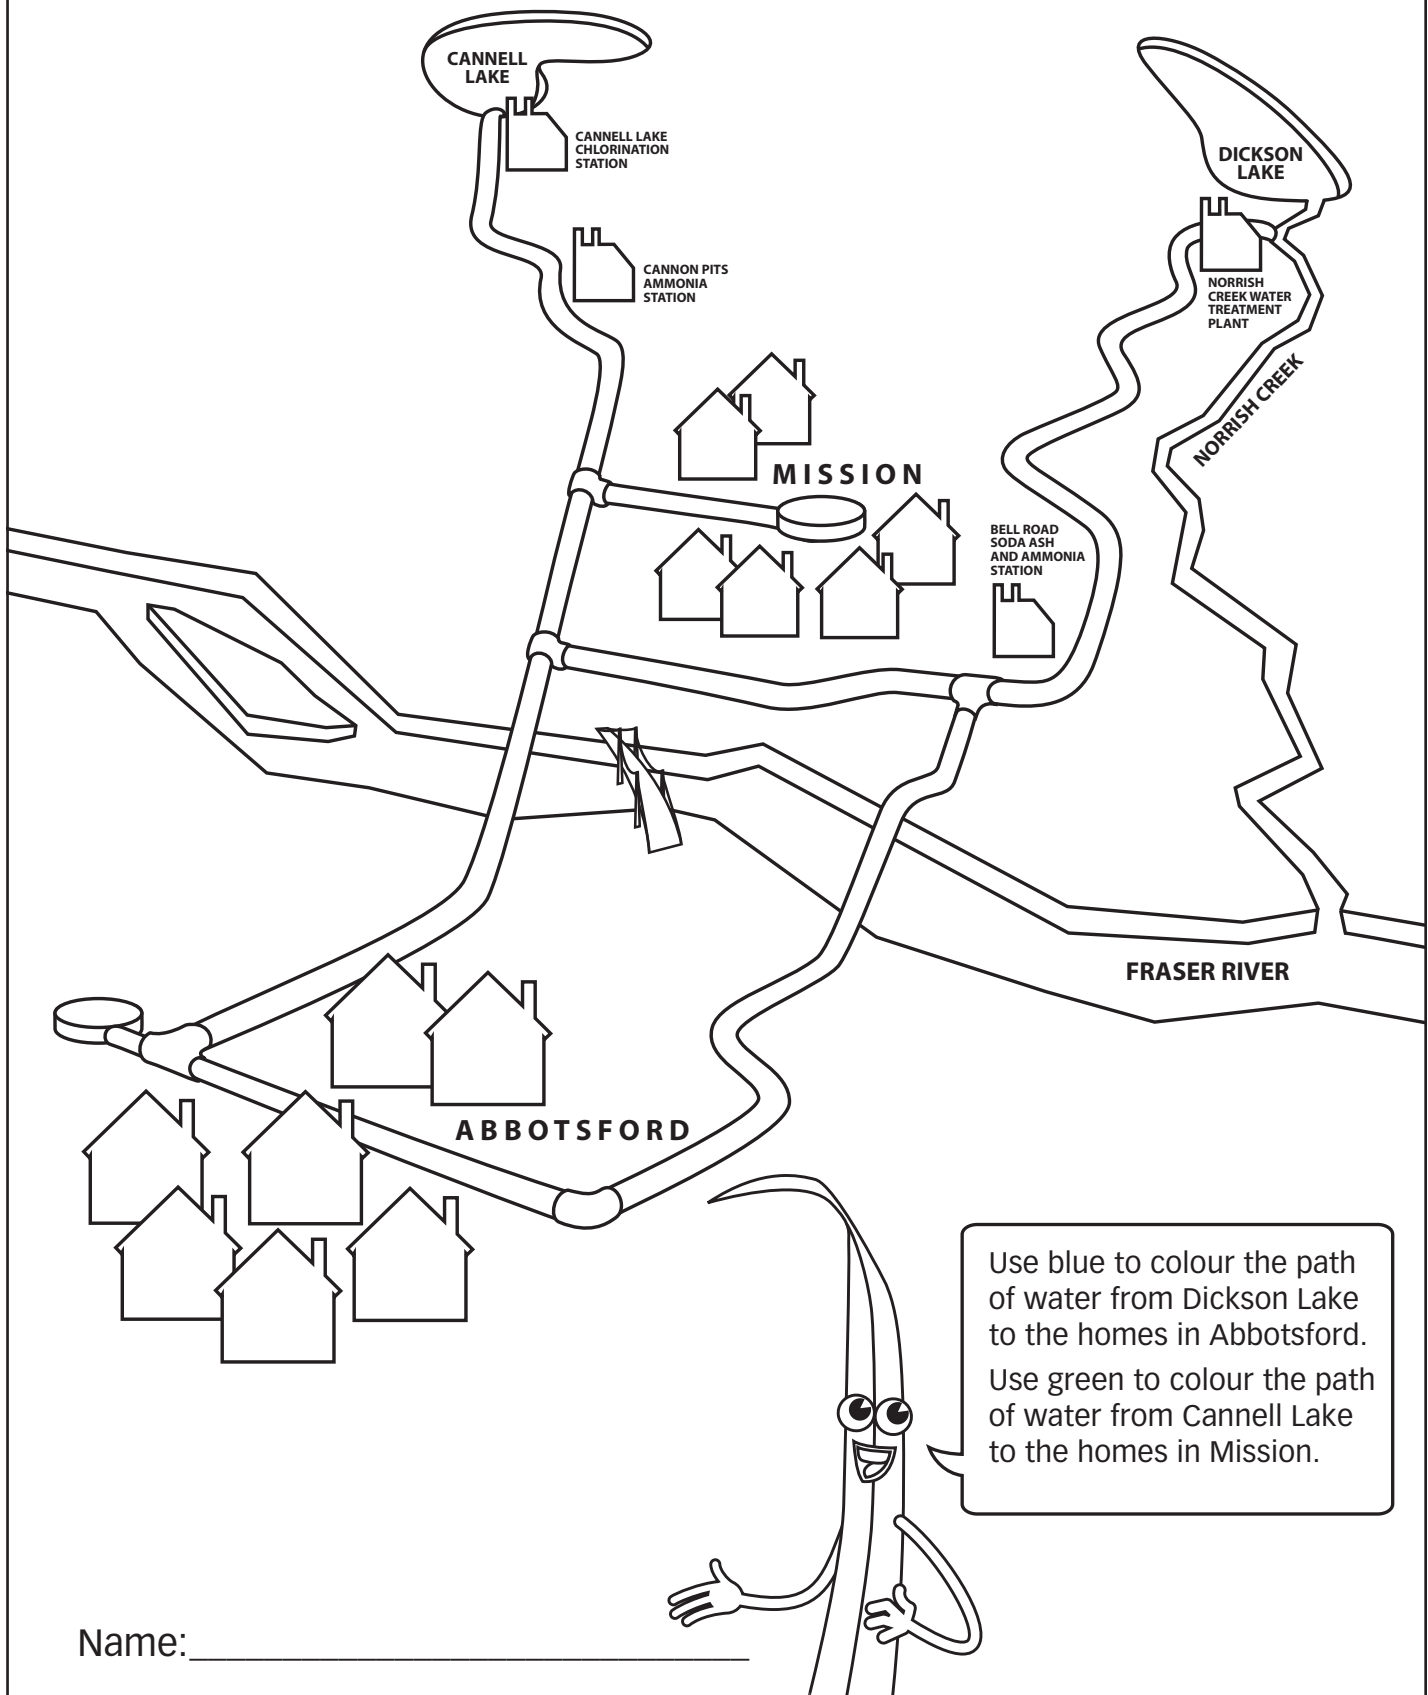 CANNELL
LAKE
CANNELL LAKE
CHLORINATION
STATION
DICKSON
LAKE
CANNON PITS
AMMONIA
STATION
NORRISH
CREEK WATER
TREATMENT
PLANT
NORRISH CREEK
MISSION
BELL ROAD
SODA ASH
AND AMMONIA
STATION
FRASER RIVER
ABBOTSFORD
Use blue to colour the path
of water from Dickson Lake
to the homes in Abbotsford.
Use green to colour the path
of water from Cannell Lake
to the homes in Mission.
Name:____________________________